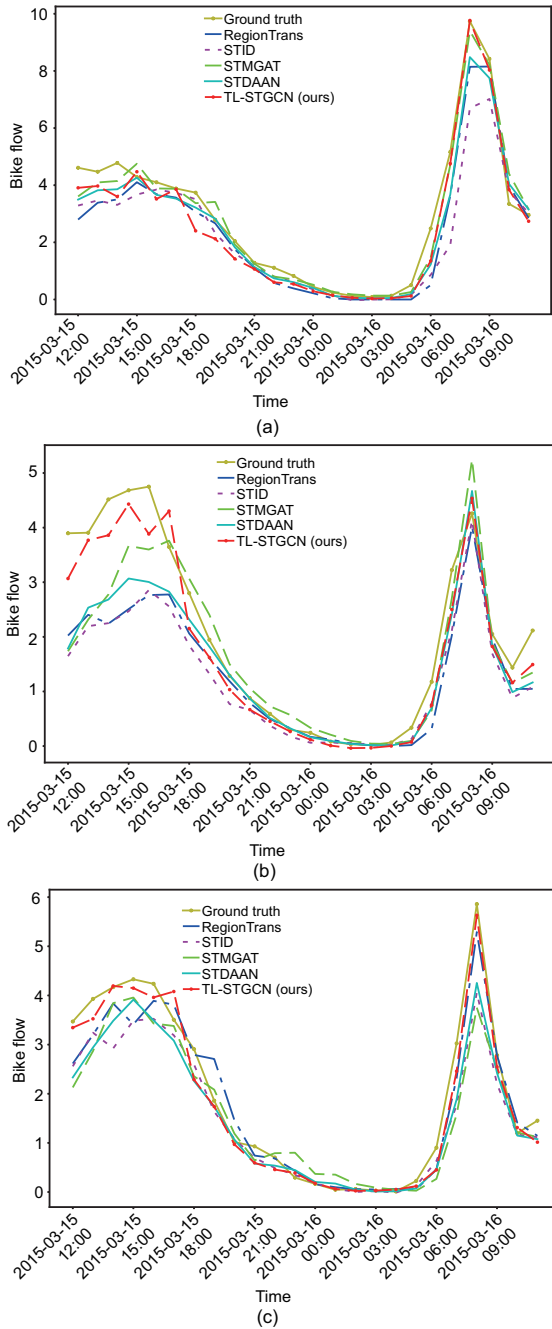 10
8
6
4
2
0
Bike flow
Ground truth
RegionTrans
STID
STMGAT
STDAAN
TL-STGCN (ours)
2015-03-15
12:00
2015-03-15
15:00
2015-03-15
18:00
2015-03-15
21:00
2015-03-16
00:00
2015-03-16
03:00
2015-03-16
06:00
2015-03-16
09:00
Time
(a)
5
4
3
2
1
0
Bike flow
Ground truth
RegionTrans
STID
STMGAT
STDAAN
TL-STGCN (ours)
2015-03-15
12:00
2015-03-15
15:00
2015-03-15
18:00
2015-03-15
21:00
2015-03-16
00:00
2015-03-16
03:00
2015-03-16
06:00
2015-03-16
09:00
Time
(b)
6
5
4
3
2
1
0
Bike flow
Ground truth
RegionTrans
STID
STMGAT
STDAAN
TL-STGCN (ours)
2015-03-15
12:00
2015-03-15
15:00
2015-03-15
18:00
2015-03-15
21:00
2015-03-16
00:00
2015-03-16
03:00
2015-03-16
06:00
2015-03-16
09:00
Time
(c)